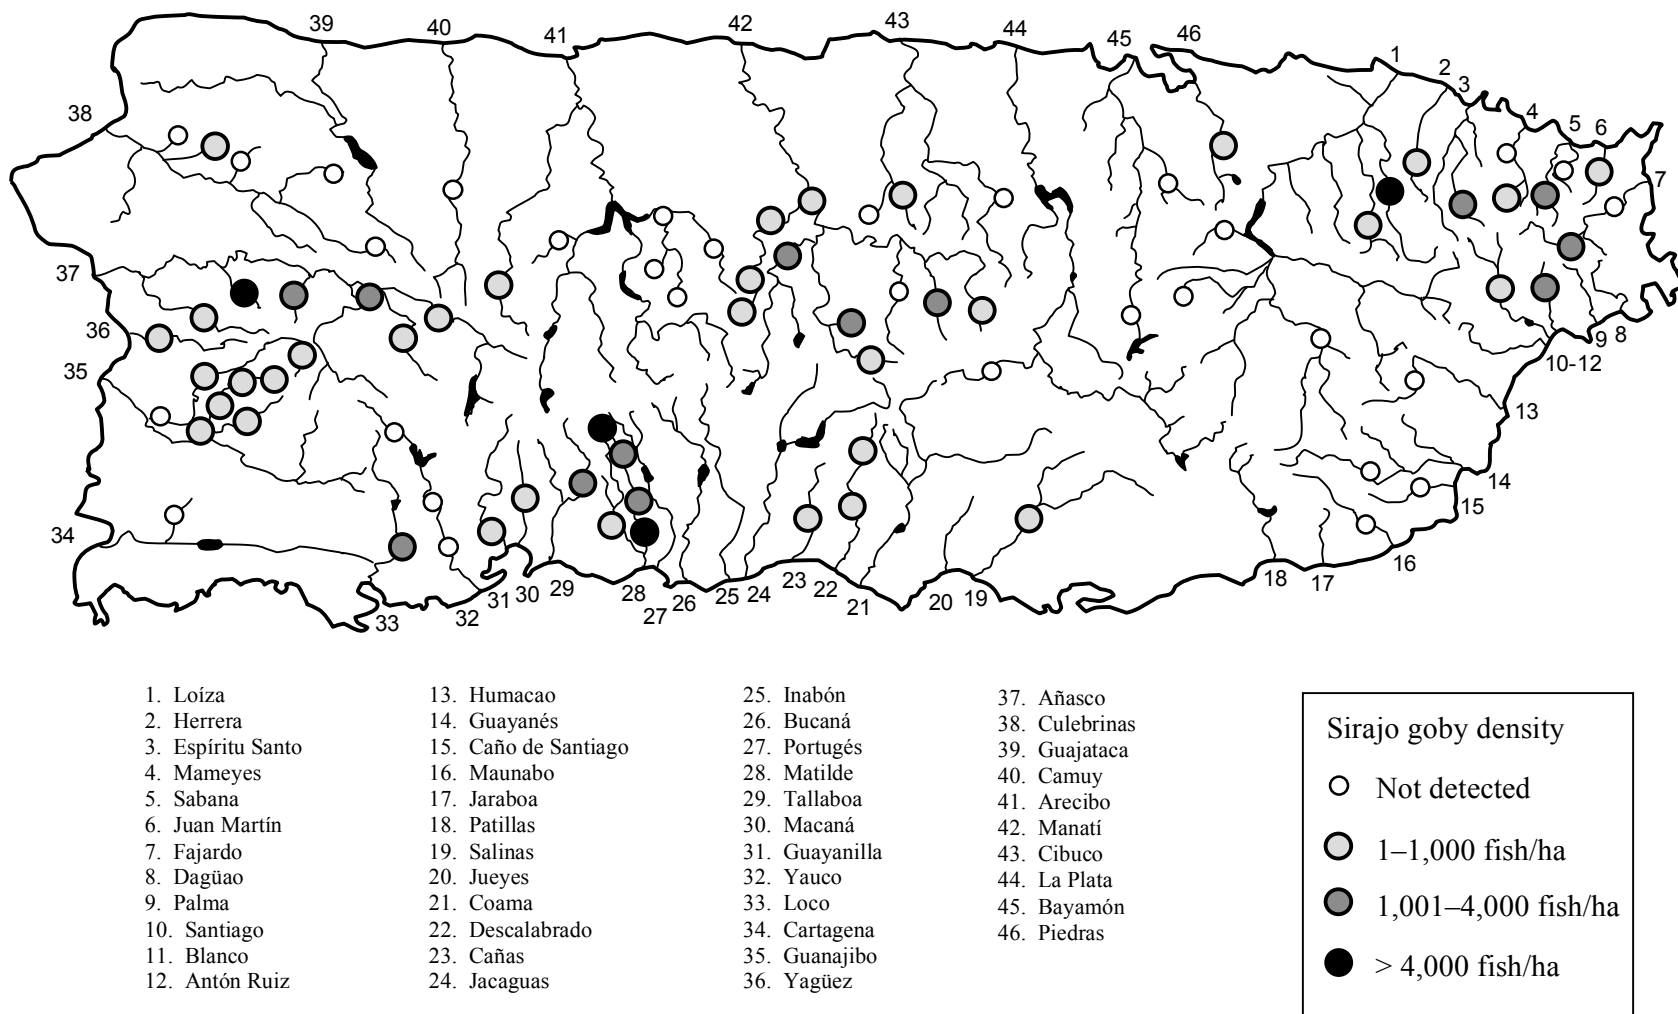 39
40
41
42
43
44
45
46
1
2
3
4
5
6
7
38
37
36
35
34
33
32
31
30
29
28
27
26
25
24
23
22
21
20
19
18
17
16
15
14
13
10-12
9
8
1. Loíza
2. Herrera
3. Espíritu Santo
4. Mameyes
5. Sabana
6. Juan Martín
7. Fajardo
8. Dagüao
9. Palma
10. Santiago
11. Blanco
12. Antón Ruiz
13. Humacao
14. Guayanés
15. Caño de Santiago
16. Maunabo
17. Jaraboa
18. Patillas
19. Salinas
20. Jueyes
21. Coama
22. Descalabrado
23. Cañas
24. Jacaguas
25. Inabón
26. Bucaná
27. Portugés
28. Matilde
29. Tallaboa
30. Macaná
31. Guayanilla
32. Yauco
33. Loco
34. Cartagena
35. Guanajibo
36. Yagüez
37. Añasco
38. Culebrinas
39. Guajataca
40. Camuy
41. Arecibo
42. Manatí
43. Cibuco
44. La Plata
45. Bayamón
46. Piedras
Sirajo goby density
Not detected
1–1,000 fish/ha
1,001–4,000 fish/ha
> 4,000 fish/ha